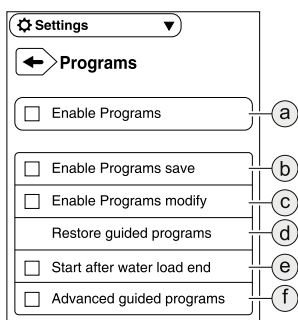 Settings
Programs
Enable Programs a
Enable Programs save b
Enable Programs modify c
Restore guided programs d
Start after water load end e
Advanced guided programs f